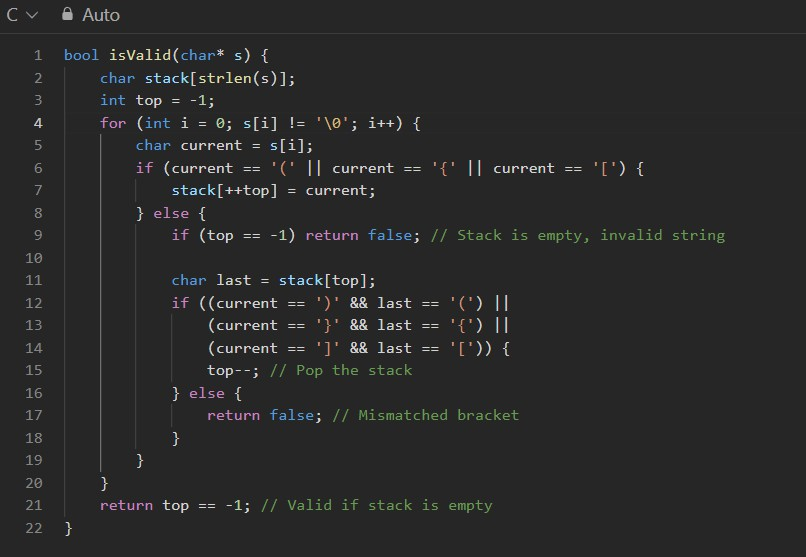 C Auto
1 bool isValid(char* s) {
2     char stack[strlen(s)];
3     int top = -1;
4     for (int i = 0; s[i] != '\0'; i++) {
5         char current = s[i];
6         if (current == '(' || current == '{' || current == '[') {
7             stack[++top] = current;
8         } else {
9             if (top == -1) return false; // Stack is empty, invalid string
10
11             char last = stack[top];
12             if ((current == ')' && last == '(') ||
13                 (current == '}' && last == '{') ||
14                 (current == ']' && last == '[')) {
15                 top--; // Pop the stack
16             } else {
17                 return false; // Mismatched bracket
18             }
19         }
20     }
21     return top == -1; // Valid if stack is empty
22 }